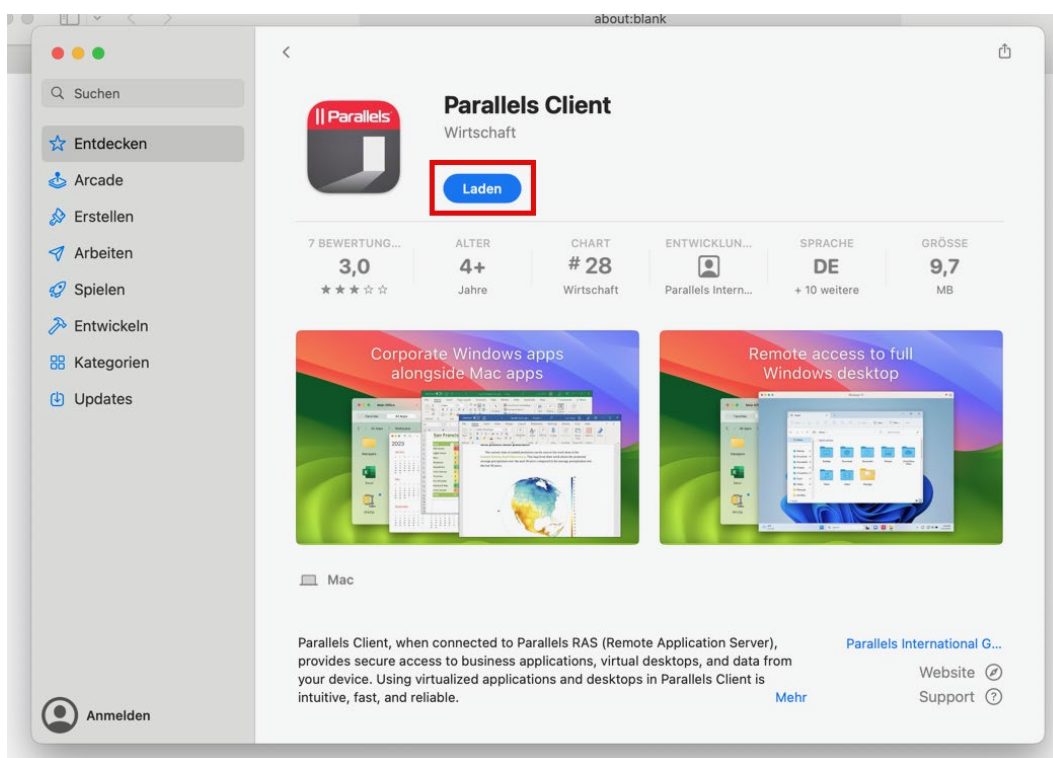 about:blank
Suchen
Entdecken
Arcade
Erstellen
Arbeiten
Spielen
Entwickeln
Kategorien
Updates
Anmelden
|| Parallels
Parallels Client
Wirtschaft
Laden
7 BEWERTUNG... ALTER CHART ENTWICKLUN... SPRACHE GRÖSSE
3,0 4+ #28 DE 9,7
Jahre Wirtschaft Parallels Intern... + 10 weitere MB
Corporate Windows apps
alongside Mac apps
Remote access to full
Windows desktop
Mac
Parallels Client, when connected to Parallels RAS (Remote Application Server),
provides secure access to business applications, virtual desktops, and data from
your device. Using virtualized applications and desktops in Parallels Client is
intuitive, fast, and reliable.
Mehr
Parallels International G...
Website
Support